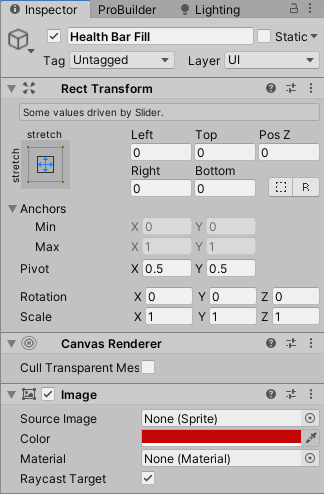 Inspector ProBuilder Lighting
Health Bar Fill Static
Tag Untagged Layer UI
Rect Transform
Some values driven by Slider.
stretch
stretch
Left Top Pos Z
0 0 0
Right Bottom
0 0 R
Anchors
Min X 0 Y 0
Max X 1 Y 1
Pivot X 0.5 Y 0.5
Rotation X 0 Y 0 Z 0
Scale X 1 Y 1 Z 1
Canvas Renderer
Cull Transparent Mes
Image
Source Image None (Sprite)
Color
Material None (Material)
Raycast Target